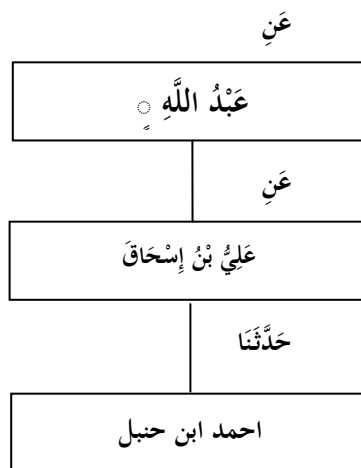 عَنِ
عَبْدُ اللَّهِ ٍ
عَنِ
عَلِيُّ بْنُ إِسْحَاقَ
حَدَّثَنَا
احمد ابن حنبل